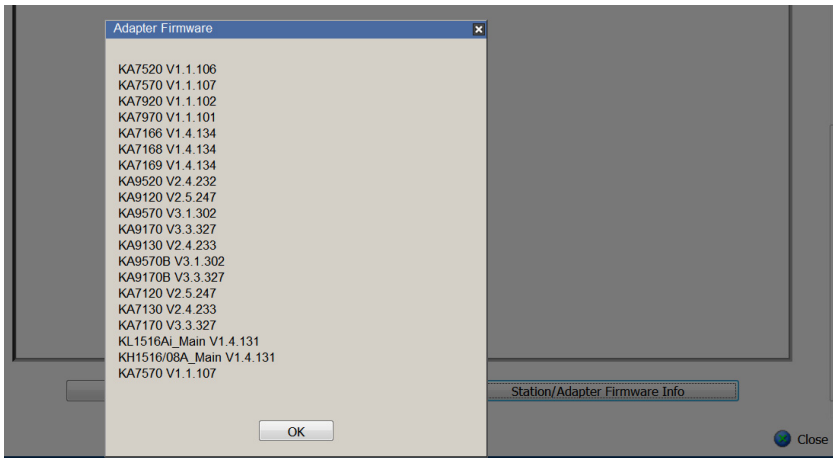 Adapter Firmware
KA7520 V1.1.106
KA7570 V1.1.107
KA7920 V1.1.102
KA7970 V1.1.101
KA7166 V1.4.134
KA7168 V1.4.134
KA7169 V1.4.134
KA9520 V2.4.232
KA9120 V2.5.247
KA9570 V3.1.302
KA9170 V3.3.327
KA9130 V2.4.233
KA9570B V3.1.302
KA9170B V3.3.327
KA7120 V2.5.247
KA7130 V2.4.233
KA7170 V3.3.327
KL1516Ai_Main V1.4.131
KH1516/08A_Main V1.4.131
KA7570 V1.1.107
Station/Adapter Firmware Info
OK
Close